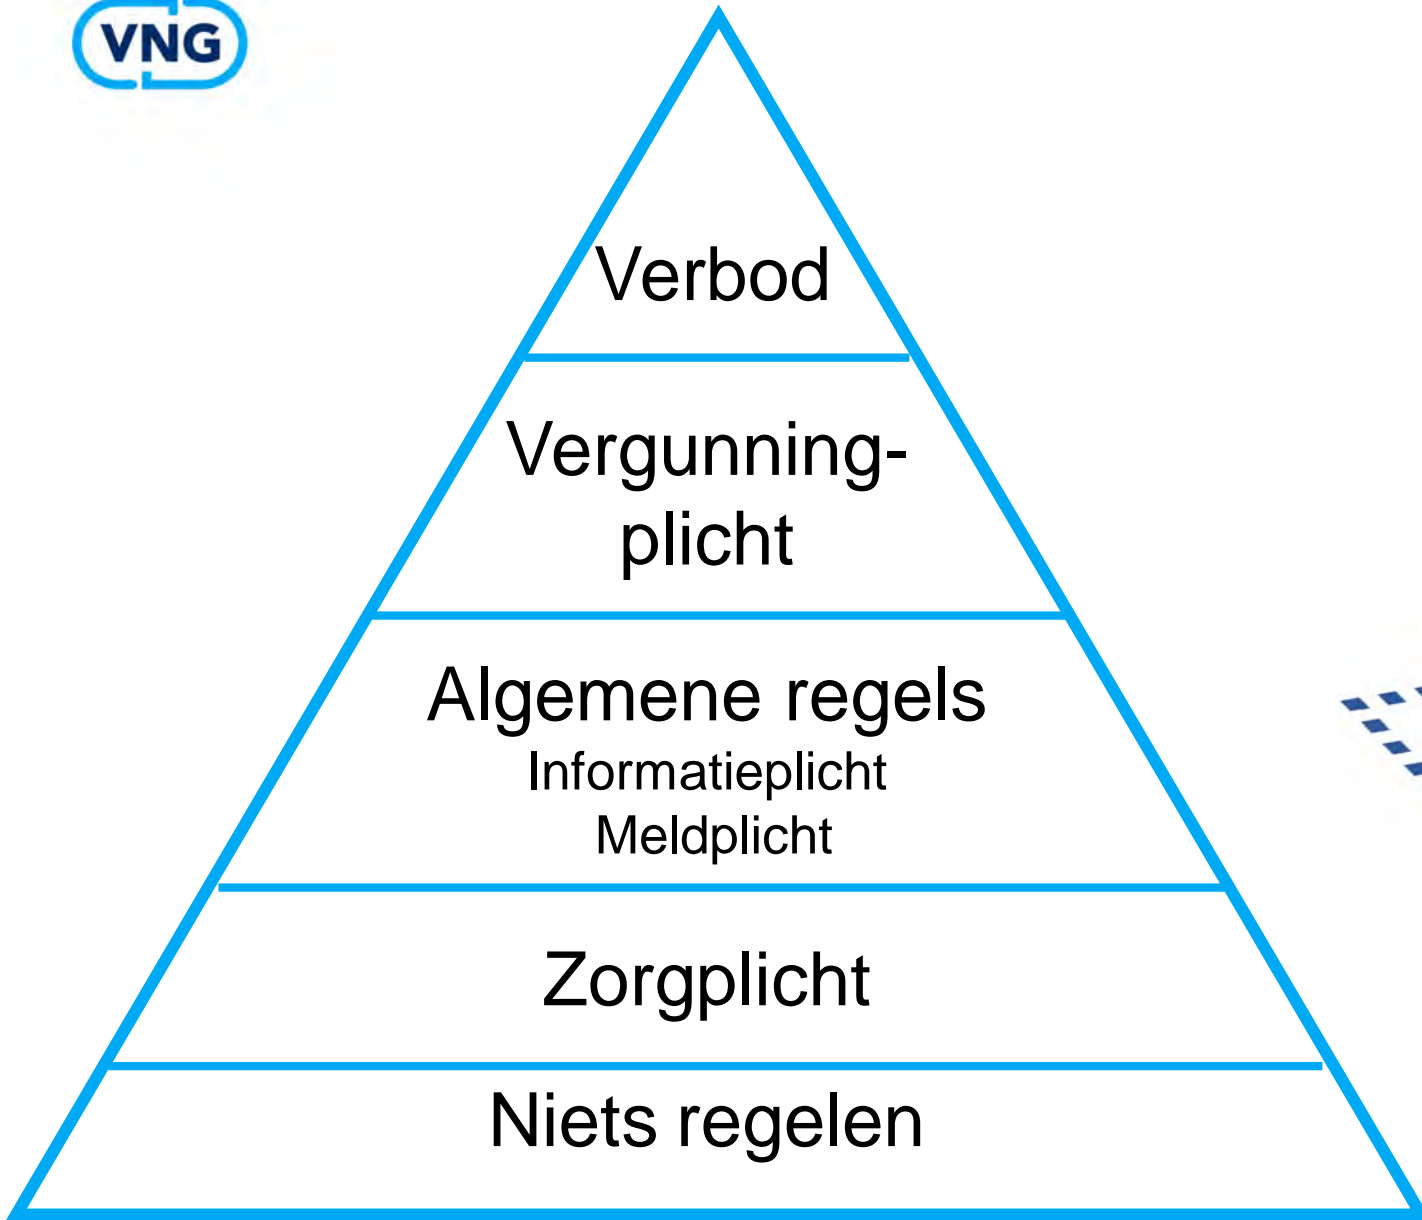 VNG
Verbod
Vergunning-
plicht
Algemene regels
Informatieplicht
Meldplicht
Zorgplicht
Niets regelen